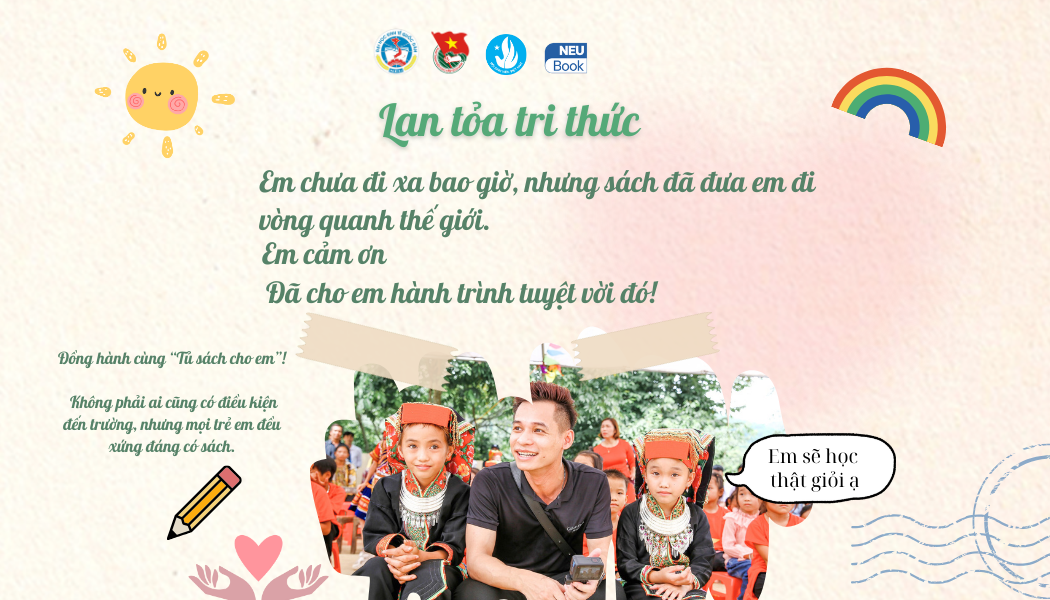 NEU
Book
Lan tỏa tri thức
Em chưa đi xa bao giờ, nhưng sách đã đưa em đi
vòng quanh thế giới.
Em cảm ơn
Đã cho em hành trình tuyệt vời đó!
Đồng hành cùng “Tủ sách cho em”!
Không phải ai cũng có điều kiện
đến trường, nhưng mọi trẻ em đều
xứng đáng có sách.
Em sẽ học
thật giỏi ạ